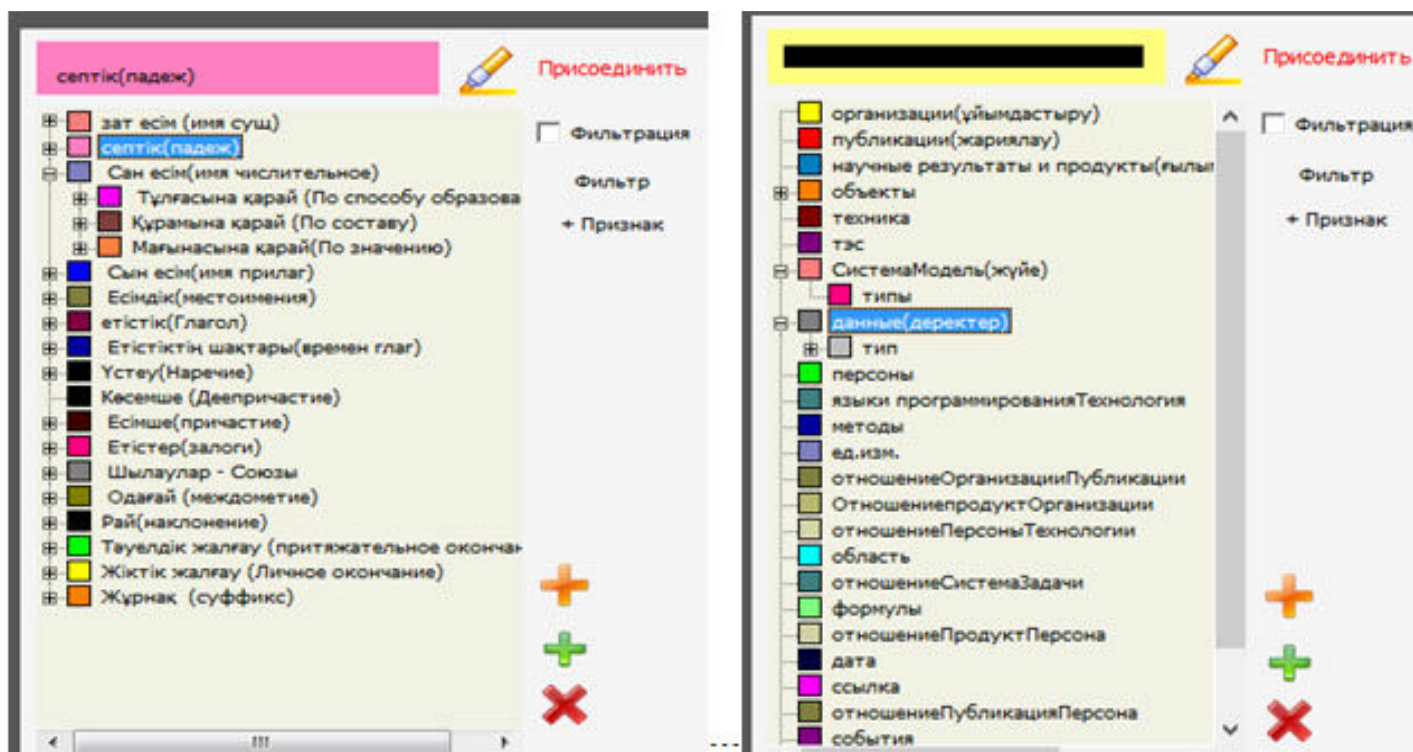 септік(падеж)
Присоединить
зат есім (имя сущ)
септік(падеж)
Сан есім(имя числительное)
Тұлғасына қарай (По способу образова
Құрамына қарай (По составу)
Мағынасына қарай(По значению)
Сын есім(имя прилаг)
Есімдік(местоимения)
етістік(Глагол)
Етістіктің шақтары(времен глаг)
Үстеу(Наречие)
Көсемше (Деепричастие)
Есімше(причастие)
Етістер(залоги)
Шылаулар - Союзы
Одағай (междометие)
Рай(наклонение)
Тәуелдік жалғау (притяжательное окончан
Жіктік жалғау (Личное окончание)
Жұрнақ (суффикс)
Фильтрация
Фильтр
+ Признак
Присоединить
организации(ұйымдастыру)
публикации(жариялау)
научные результаты и продукты(ғылы
объекты
техника
тэс
СистемаМодель(жүйе)
типы
данные(деректер)
тип
персоны
языки программированияТехнология
методы
ед.изм.
отношениеОрганизацииПубликации
ОтношениепродуктОрганизации
отношениеПерсоныТехнологии
область
отношениеСистемаЗадачи
формулы
отношениеПродуктПерсона
дата
ссылка
отношениеПубликацияПерсона
события
Фильтрация
Фильтр
+ Признак